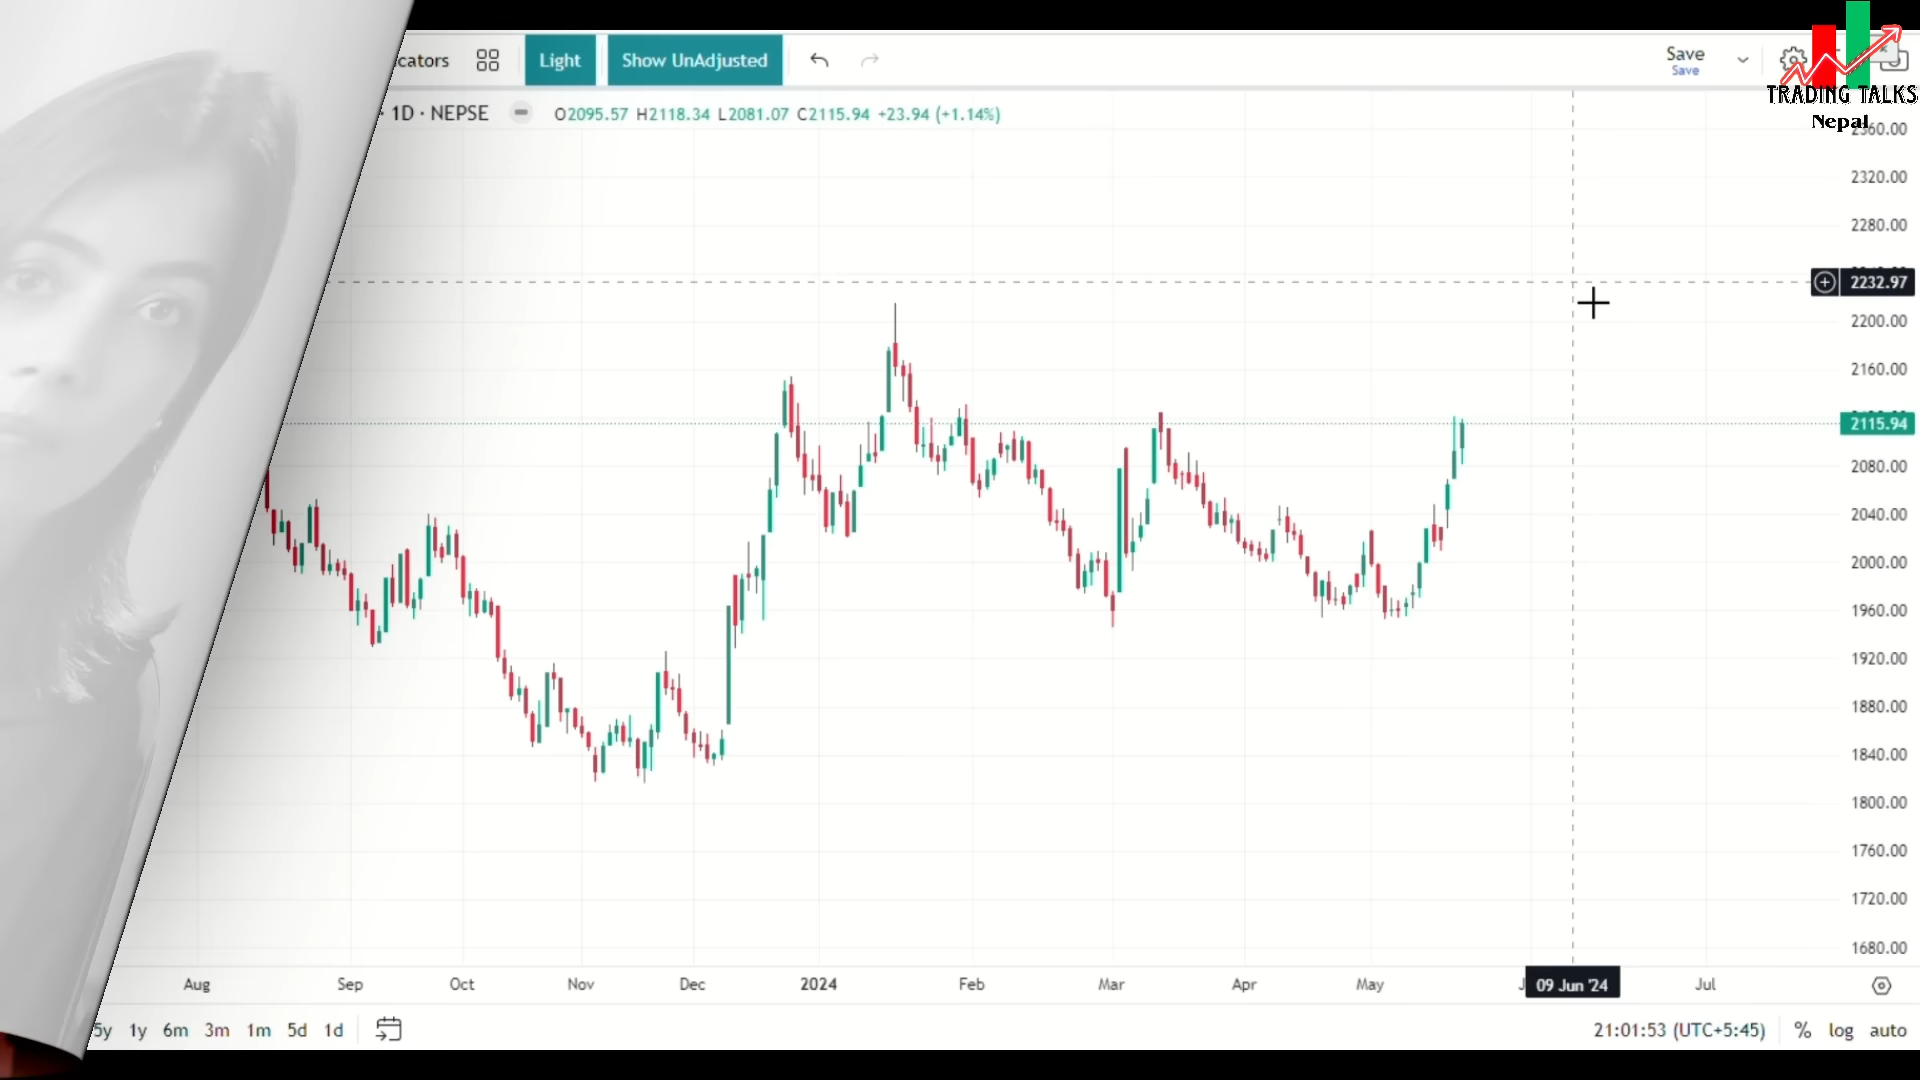 cators
Light
Show UnAdjusted
Save
Save
TRADING TALKS
Nepal
· 1D · NEPSE
O2095.57 H2118.34 L2081.07 C2115.94 +23.94 (+1.14%)
2360.00
2320.00
2280.00
2232.97
2200.00
2160.00
2115.94
2080.00
2040.00
2000.00
1960.00
1920.00
1880.00
1840.00
1800.00
1760.00
1720.00
1680.00
Aug Sep Oct Nov Dec 2024 Feb Mar Apr May 09 Jun '24 Jul
5y 1y 6m 3m 1m 5d 1d
21:01:53 (UTC+5:45) % log auto